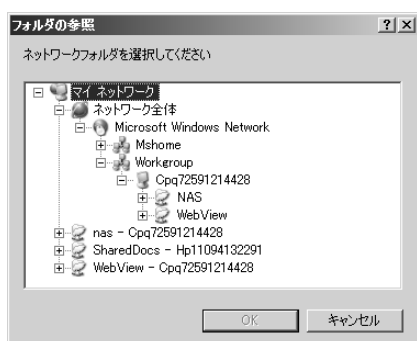 フォルダの参照
ネットワークフォルダを選択してください
マイ ネットワーク
ネットワーク全体
Microsoft Windows Network
Mshome
Workgroup
Cpq72591214428
NAS
WebView
nas - Cpq72591214428
SharedDocs - Hp11094132291
WebView - Cpq72591214428
OK
キャンセル